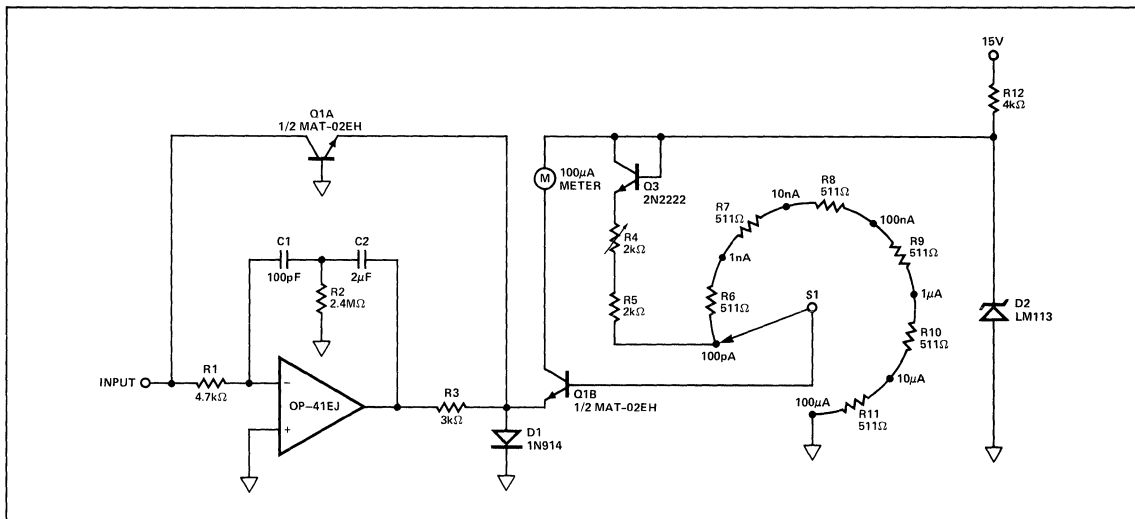 15V
R12
4kΩ
Q1A
1/2 MAT-02EH
M
100μA
METER
Q3
2N2222
R8
511Ω
10nA
R7
511Ω
100nA
R9
511Ω
1nA
R4
2kΩ
C1
100pF
C2
2μF
R2
2.4MΩ
R6
511Ω
S1
1μA
D2
LM113
R5
2kΩ
100pA
R10
511Ω
INPUT
R1
4.7kΩ
−
OP-41EJ
+
R3
3kΩ
Q1B
1/2 MAT-02EH
10μA
100μA
R11
511Ω
D1
1N914